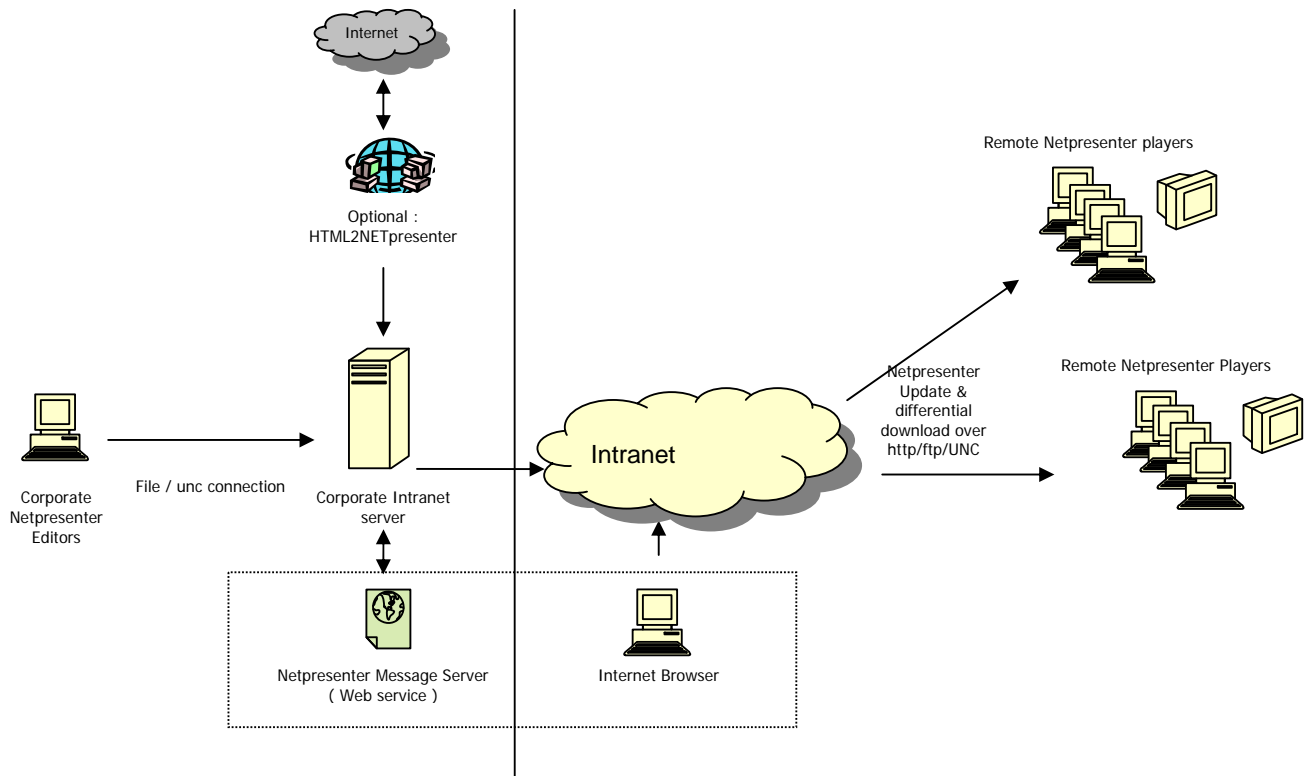 Internet
Optional :
HTML2NETpresenter
Remote Netpresenter players
Remote Netpresenter Players
Netpresenter
Update &
differential
download over
http/ftp/UNC
Intranet
File / unc connection
Corporate
Netpresenter
Editors
Corporate Intranet
server
Netpresenter Message Server
( Web service )
Internet Browser